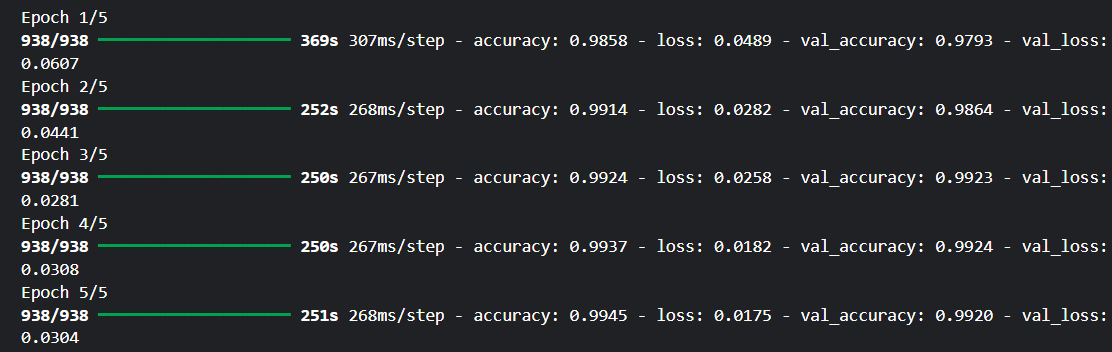 Epoch 1/5
938/938 ━━━━━━━━━━━━━━━━━━━━ 369s 307ms/step - accuracy: 0.9858 - loss: 0.0489 - val_accuracy: 0.9793 - val_loss:
0.0607
Epoch 2/5
938/938 ━━━━━━━━━━━━━━━━━━━━ 252s 268ms/step - accuracy: 0.9914 - loss: 0.0282 - val_accuracy: 0.9864 - val_loss:
0.0441
Epoch 3/5
938/938 ━━━━━━━━━━━━━━━━━━━━ 250s 267ms/step - accuracy: 0.9924 - loss: 0.0258 - val_accuracy: 0.9923 - val_loss:
0.0281
Epoch 4/5
938/938 ━━━━━━━━━━━━━━━━━━━━ 250s 267ms/step - accuracy: 0.9937 - loss: 0.0182 - val_accuracy: 0.9924 - val_loss:
0.0308
Epoch 5/5
938/938 ━━━━━━━━━━━━━━━━━━━━ 251s 268ms/step - accuracy: 0.9945 - loss: 0.0175 - val_accuracy: 0.9920 - val_loss:
0.0304